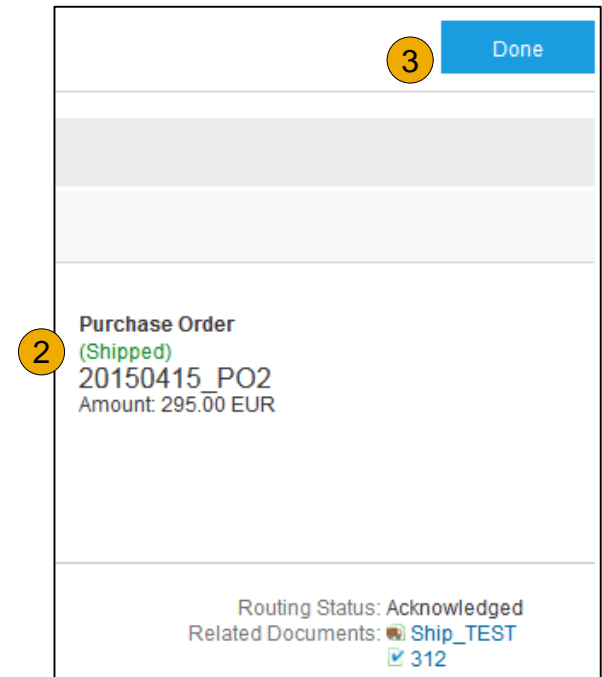 3
Done
Purchase Order
2
(Shipped)
20150415_PO2
Amount: 295.00 EUR
Routing Status: Acknowledged
Related Documents: Ship_TEST
312